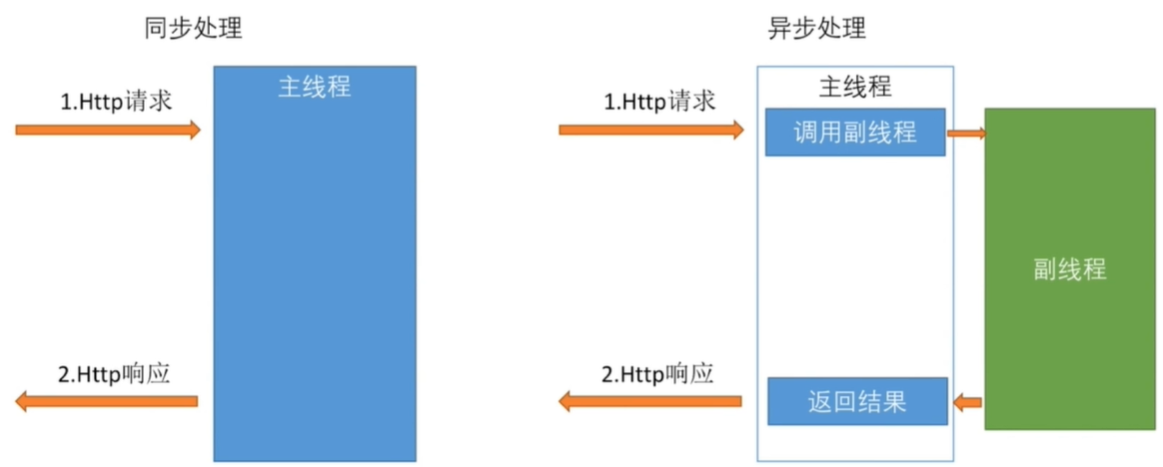 同步处理
主线程
1.Http请求
2.Http响应
异步处理
主线程
1.Http请求
调用副线程
副线程
2.Http响应
返回结果